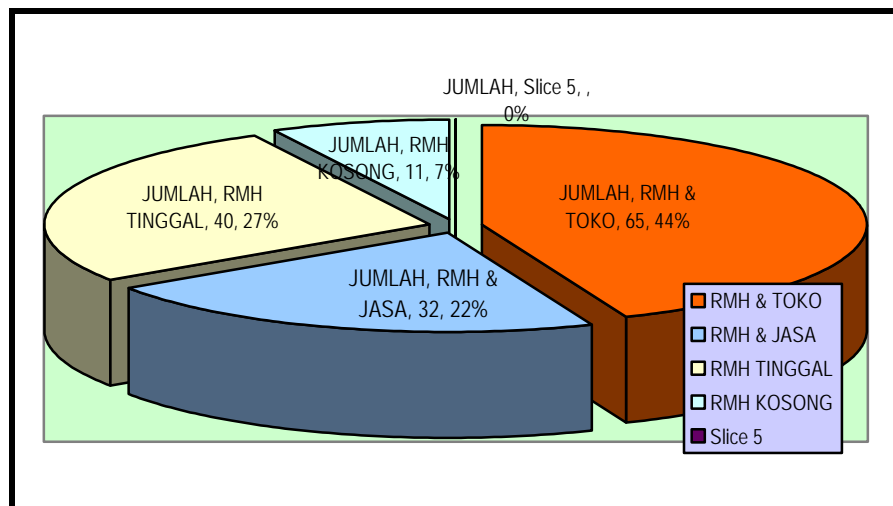 JUMLAH, Slice 5, ,
0%
JUMLAH, RMH
KOSONG, 11, 7%
JUMLAH, RMH
TINGGAL, 40, 27%
JUMLAH, RMH &
TOKO, 65, 44%
JUMLAH, RMH &
JASA, 32, 22%
RMH & TOKO
RMH & JASA
RMH TINGGAL
RMH KOSONG
Slice 5